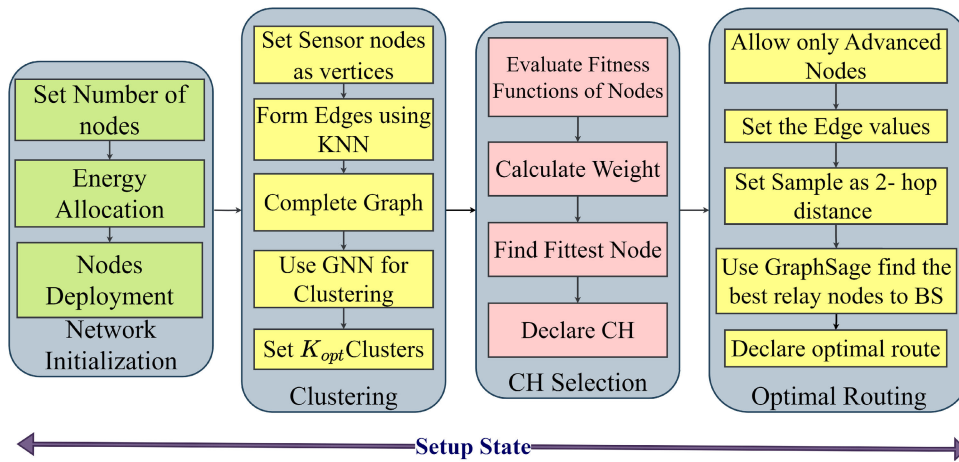 Set Number of
nodes
Energy
Allocation
Nodes
Deployment
Network
Initialization
Set Sensor nodes
as vertices
Form Edges using
KNN
Complete Graph
Use GNN for
Clustering
Set K_opt Clusters
Clustering
Evaluate Fitness
Functions of Nodes
Calculate Weight
Find Fittest Node
Declare CH
CH Selection
Allow only Advanced
Nodes
Set the Edge values
Set Sample as 2- hop
distance
Use GraphSage find the
best relay nodes to BS
Declare optimal route
Optimal Routing
Setup State